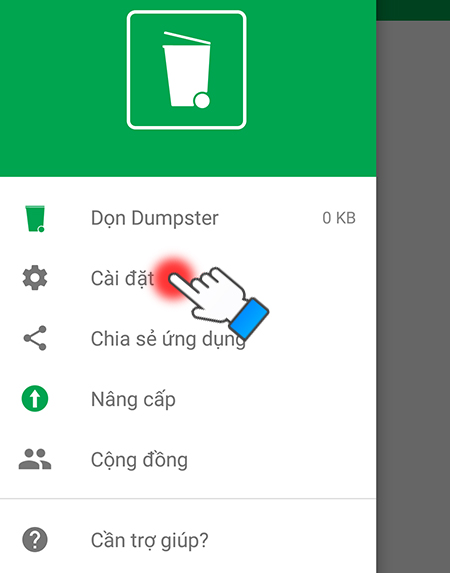 Dọn Dumpster 0 KB
Cài đặt
Chia sẻ ứng dụng
Nâng cấp
Cộng đồng
Cần trợ giúp?